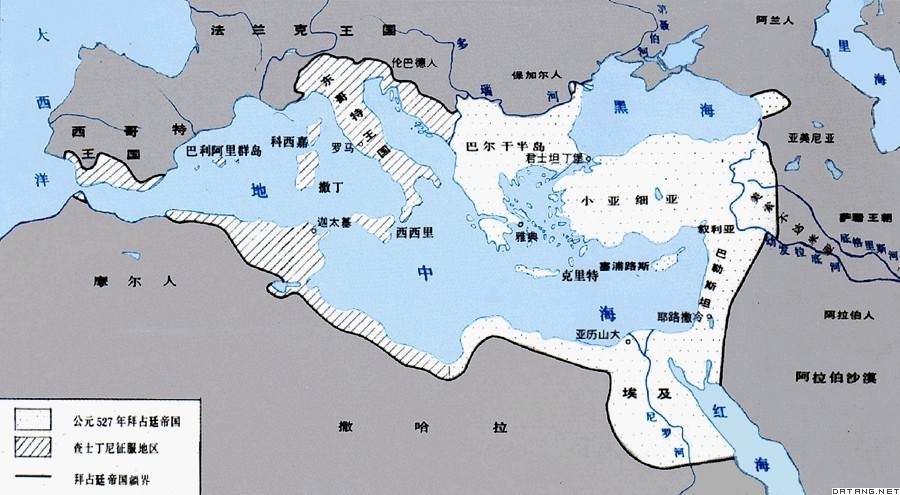 大西洋
法兰克王国
多瑙河
第聂伯河
阿兰人
里海
伦巴德人
保加尔人
黑海
亚美尼亚
西哥特
王国
东哥特王国
罗马
科西嘉
巴利阿里群岛
撒丁
巴尔干半岛
君士坦丁堡
小亚细亚
萨珊王朝
底格里斯河
幼发拉底河
叙利亚
巴勒斯坦
地中海
迦太基
西西里
雅典
克里特
塞浦路斯
耶路撒冷
亚历山大
阿拉伯人
阿拉伯沙漠
摩尔人
撒哈拉
埃及
尼罗河
红海
公元527年拜占廷帝国
查士丁尼征服地区
拜占廷帝国疆界
DATANG.NET